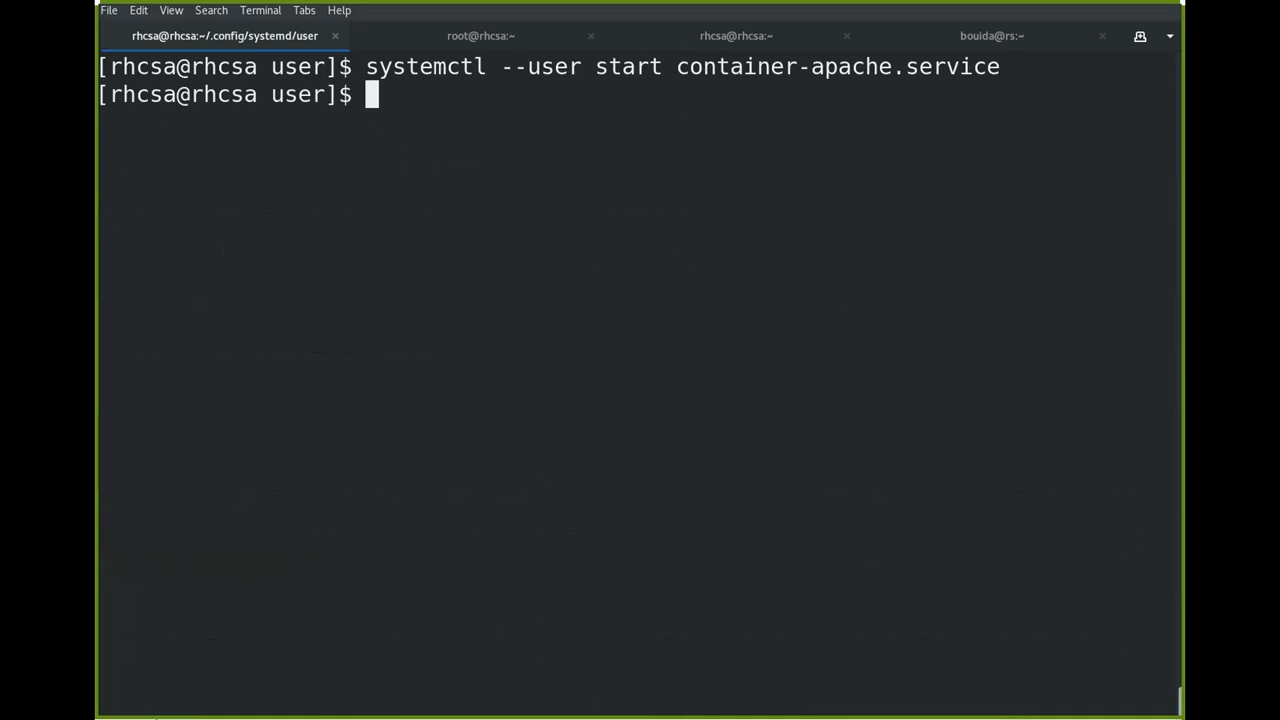 File Edit View Search Terminal Tabs Help
rhcsa@rhcsa:~/.config/systemd/user × root@rhcsa:~ × rhcsa@rhcsa:~ × bouida@rs:~ ×
[rhcsa@rhcsa user]$ systemctl --user start container-apache.service
[rhcsa@rhcsa user]$